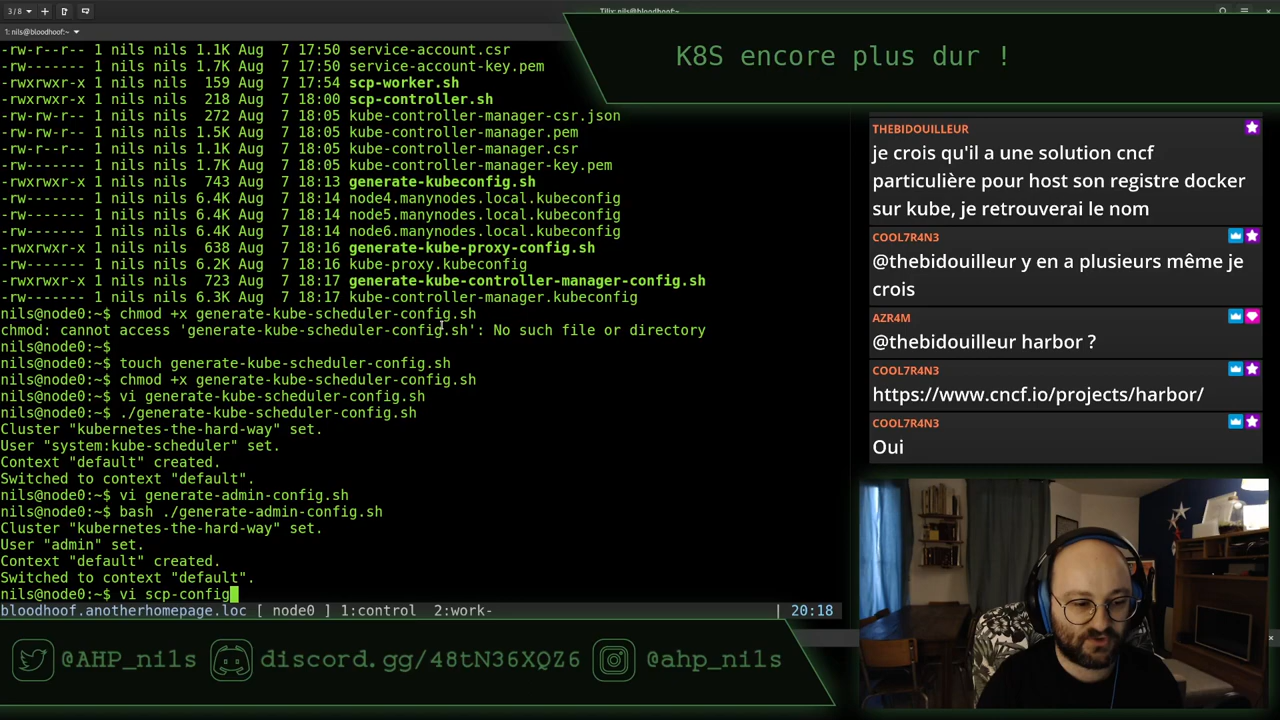 3/8
Tilix: nils@bloodhoof:~
1: nils@bloodhoof:~
-rw-r--r-- 1 nils nils 1.1K Aug  7 17:50 service-account.csr
-rw------- 1 nils nils 1.7K Aug  7 17:50 service-account-key.pem
-rwxrwxr-x 1 nils nils  159 Aug  7 17:54 scp-worker.sh
-rwxrwxr-x 1 nils nils  218 Aug  7 18:00 scp-controller.sh
-rw-rw-r-- 1 nils nils  272 Aug  7 18:05 kube-controller-manager-csr.json
-rw-rw-r-- 1 nils nils 1.5K Aug  7 18:05 kube-controller-manager.pem
-rw-r--r-- 1 nils nils 1.1K Aug  7 18:05 kube-controller-manager.csr
-rw------- 1 nils nils 1.7K Aug  7 18:05 kube-controller-manager-key.pem
-rwxrwxr-x 1 nils nils  743 Aug  7 18:13 generate-kubeconfig.sh
-rw------- 1 nils nils 6.4K Aug  7 18:14 node4.manynodes.local.kubeconfig
-rw------- 1 nils nils 6.4K Aug  7 18:14 node5.manynodes.local.kubeconfig
-rw------- 1 nils nils 6.4K Aug  7 18:14 node6.manynodes.local.kubeconfig
-rwxrwxr-x 1 nils nils  638 Aug  7 18:16 generate-kube-proxy-config.sh
-rw------- 1 nils nils 6.2K Aug  7 18:16 kube-proxy.kubeconfig
-rwxrwxr-x 1 nils nils  723 Aug  7 18:17 generate-kube-controller-manager-config.sh
-rw------- 1 nils nils 6.3K Aug  7 18:17 kube-controller-manager.kubeconfig
nils@node0:~$ chmod +x generate-kube-scheduler-config.sh
chmod: cannot access 'generate-kube-scheduler-config.sh': No such file or directory
nils@node0:~$
nils@node0:~$ touch generate-kube-scheduler-config.sh
nils@node0:~$ chmod +x generate-kube-scheduler-config.sh
nils@node0:~$ vi generate-kube-scheduler-config.sh
nils@node0:~$ ./generate-kube-scheduler-config.sh
Cluster "kubernetes-the-hard-way" set.
User "system:kube-scheduler" set.
Context "default" created.
Switched to context "default".
nils@node0:~$ vi generate-admin-config.sh
nils@node0:~$ bash ./generate-admin-config.sh
Cluster "kubernetes-the-hard-way" set.
User "admin" set.
Context "default" created.
Switched to context "default".
nils@node0:~$ vi scp-config
bloodhoof.anotherhomepage.loc [ node0 ] 1:control  2:work- | 20:18
K8S encore plus dur !
THEBIDOUILLEUR
je crois qu'il a une solution cncf
particulière pour host son registre docker
sur kube, je retrouverai le nom
COOL7R4N3
@thebidouilleur y en a plusieurs même je
crois
AZR4M
@thebidouilleur harbor ?
COOL7R4N3
https://www.cncf.io/projects/harbor/
COOL7R4N3
Oui
@AHP_nils discord.gg/48tN36XQZ6 @ahp_nils